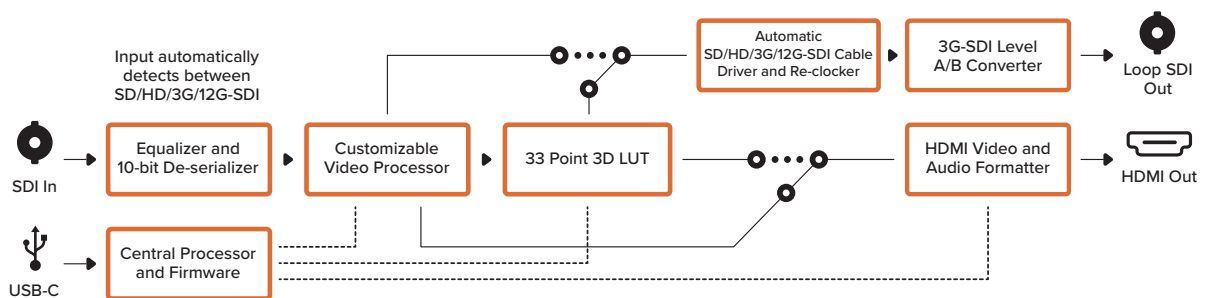 Input automatically
detects between
SD/HD/3G/12G-SDI
Automatic
SD/HD/3G/12G-SDI Cable
Driver and Re-clocker
3G-SDI Level
A/B Converter
Loop SDI
Out
SDI In
Equalizer and
10-bit De-serializer
Customizable
Video Processor
33 Point 3D LUT
HDMI Video and
Audio Formatter
HDMI Out
USB-C
Central Processor
and Firmware